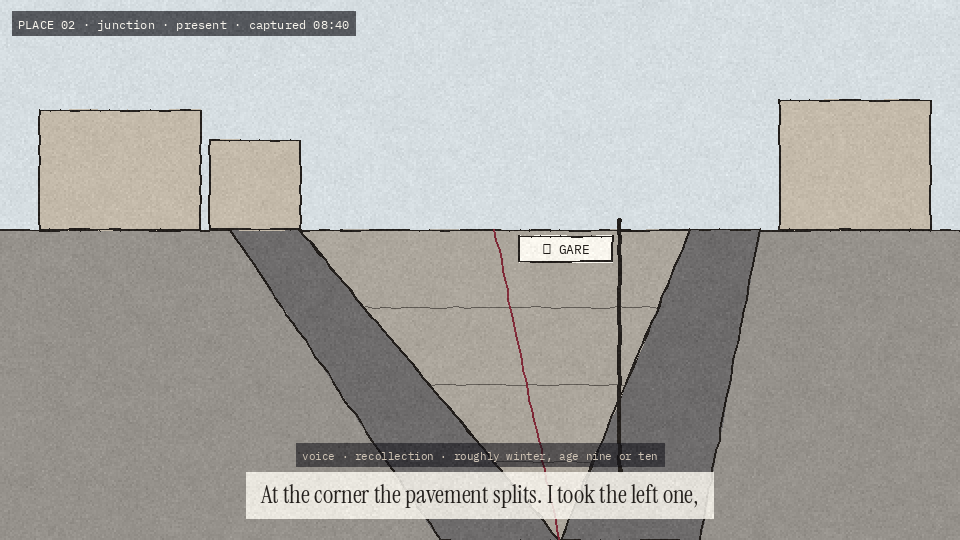 PLACE 02 · junction · present · captured 08:40
GARE
voice · recollection · roughly winter, age nine or ten
At the corner the pavement splits. I took the left one,